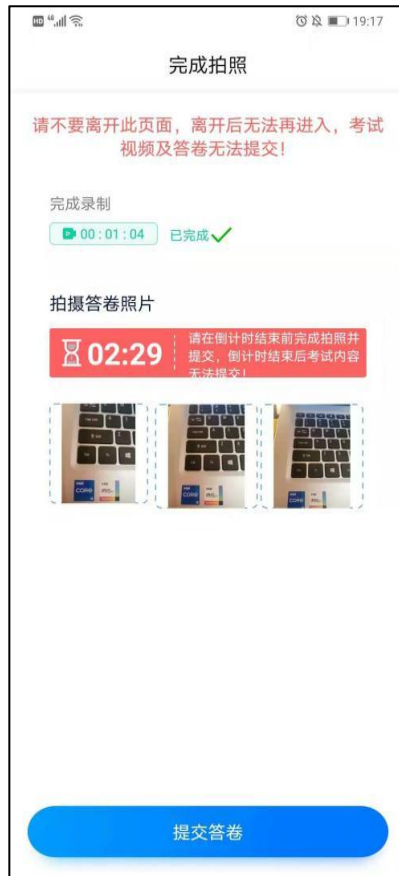 HD 19:17
完成拍照
请不要离开此页面，离开后无法再进入，考试
视频及答卷无法提交！
完成录制
00:01:04 已完成
拍摄答卷照片
02:29
请在倒计时结束前完成拍照并
提交，倒计时结束后考试内容
无法提交！
CORE
CORE
CORE
提交答卷